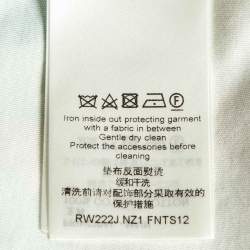 Iron inside out protecting garment
with a fabric in between
Gentle dry clean
Protect the accessories before
cleaning
垫布反面熨烫
缓和干洗
清洗前请对配饰部分采取有效的
保护措施
RW222J NZ1 FNTS12